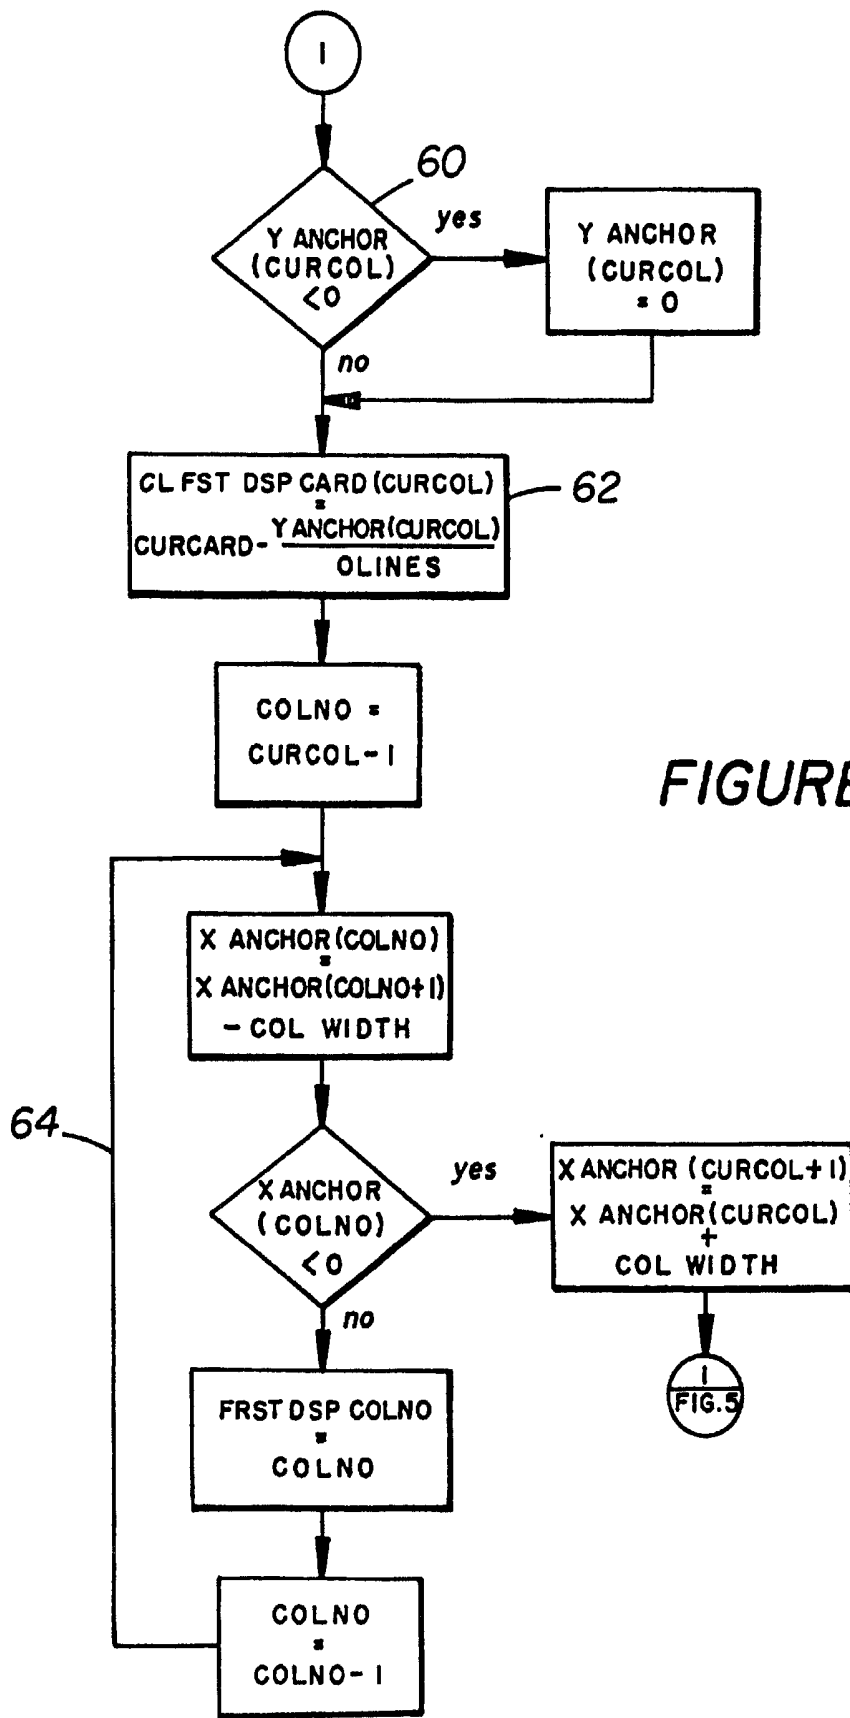 1
60
Y ANCHOR
(CURCOL)
<0
yes
Y ANCHOR
(CURCOL)
= 0
no
CL FST DSP CARD (CURCOL)
=
CURCARD- Y ANCHOR(CURCOL)
OLINES
62
COLNO =
CURCOL-1
FIGURE
X ANCHOR(COLNO)
=
X ANCHOR(COLNO+1)
- COL WIDTH
64
X ANCHOR
(COLNO)
<0
yes
X ANCHOR (CURCOL+1)
=
X ANCHOR(CURCOL)
+
COL WIDTH
no
1
FIG.5
FRST DSP COLNO
=
COLNO
COLNO
=
COLNO-1